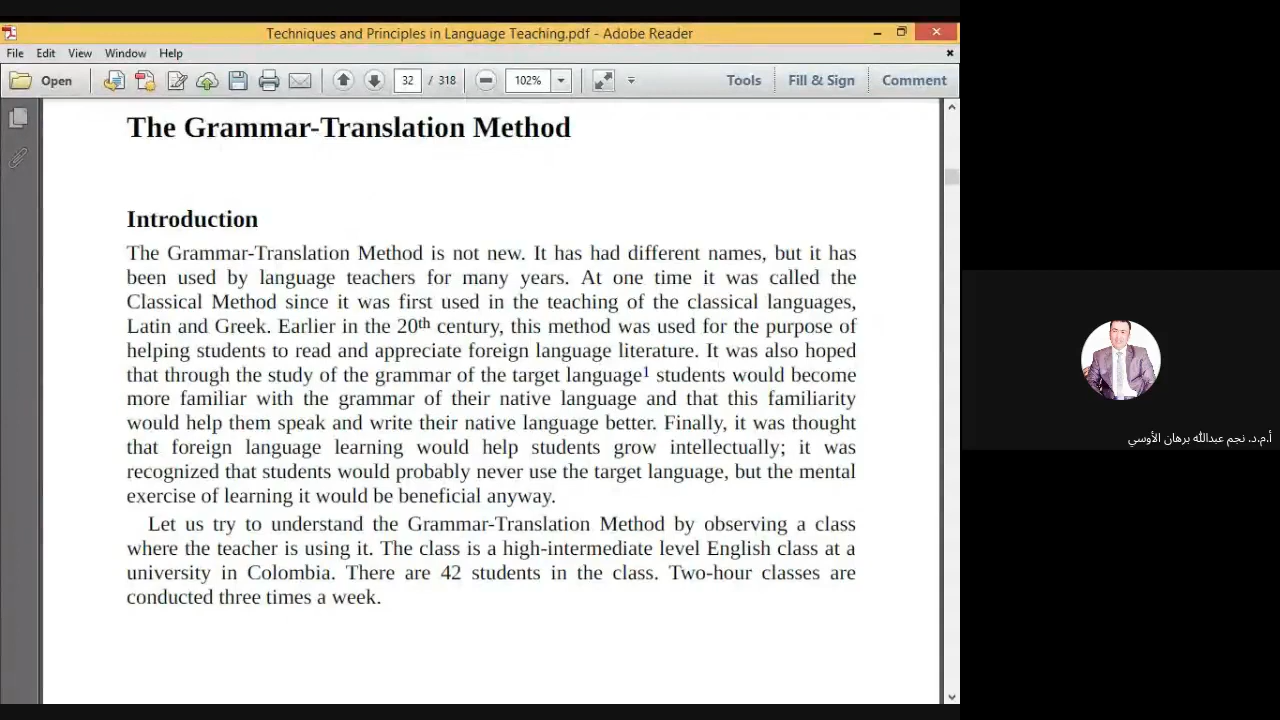 Techniques and Principles in Language Teaching.pdf - Adobe Reader
File Edit View Window Help
Open 32 / 318 102% Tools Fill & Sign Comment
The Grammar-Translation Method
Introduction
The Grammar-Translation Method is not new. It has had different names, but it has
been used by language teachers for many years. At one time it was called the
Classical Method since it was first used in the teaching of the classical languages,
Latin and Greek. Earlier in the 20th century, this method was used for the purpose of
helping students to read and appreciate foreign language literature. It was also hoped
that through the study of the grammar of the target language1 students would become
more familiar with the grammar of their native language and that this familiarity
would help them speak and write their native language better. Finally, it was thought
that foreign language learning would help students grow intellectually; it was
recognized that students would probably never use the target language, but the mental
exercise of learning it would be beneficial anyway.
Let us try to understand the Grammar-Translation Method by observing a class
where the teacher is using it. The class is a high-intermediate level English class at a
university in Colombia. There are 42 students in the class. Two-hour classes are
conducted three times a week.
أ.م.د. نجم عبدالله برهان الأوسي